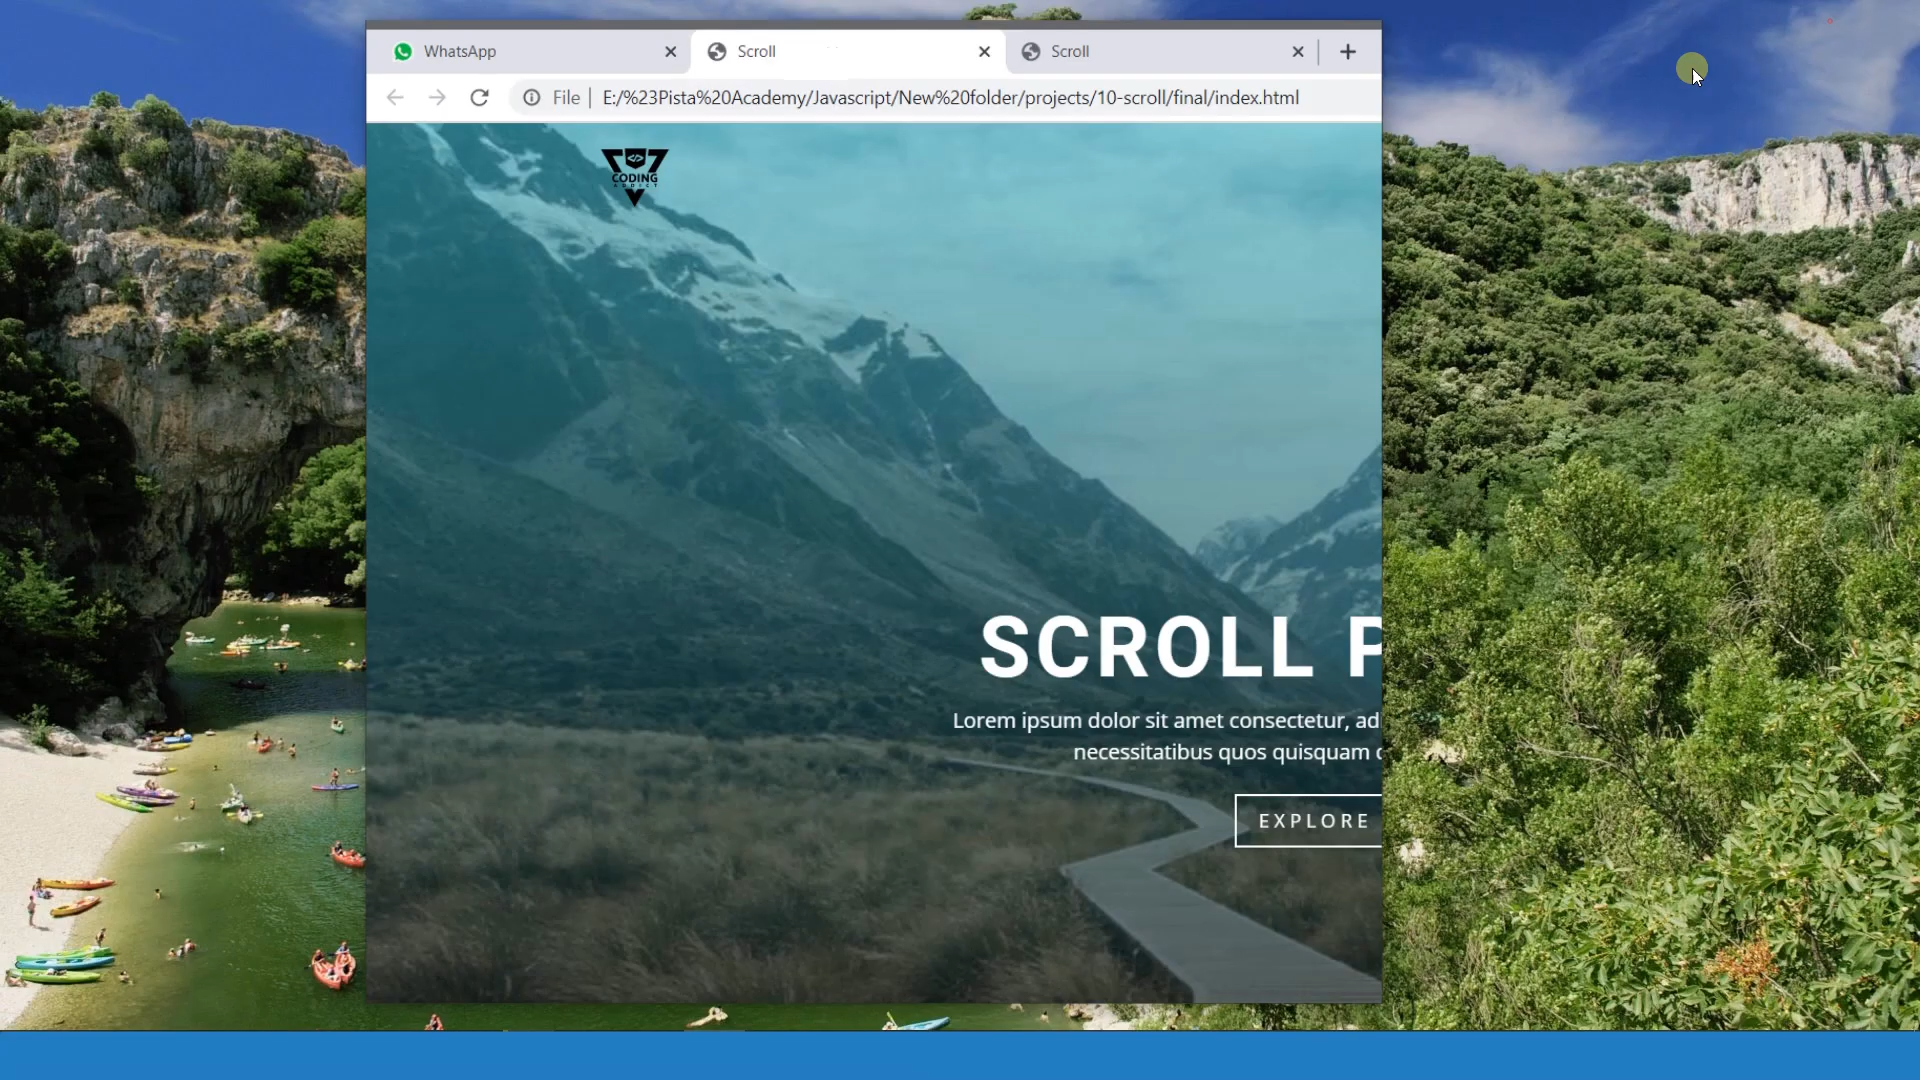 WhatsApp
Scroll
Scroll
File
E:/%23Pista%20Academy/Javascript/New%20folder/projects/10-scroll/final/index.html
CODING
ADDICT
SCROLL P
Lorem ipsum dolor sit amet consectetur, ad
necessitatibus quos quisquam
EXPLORE